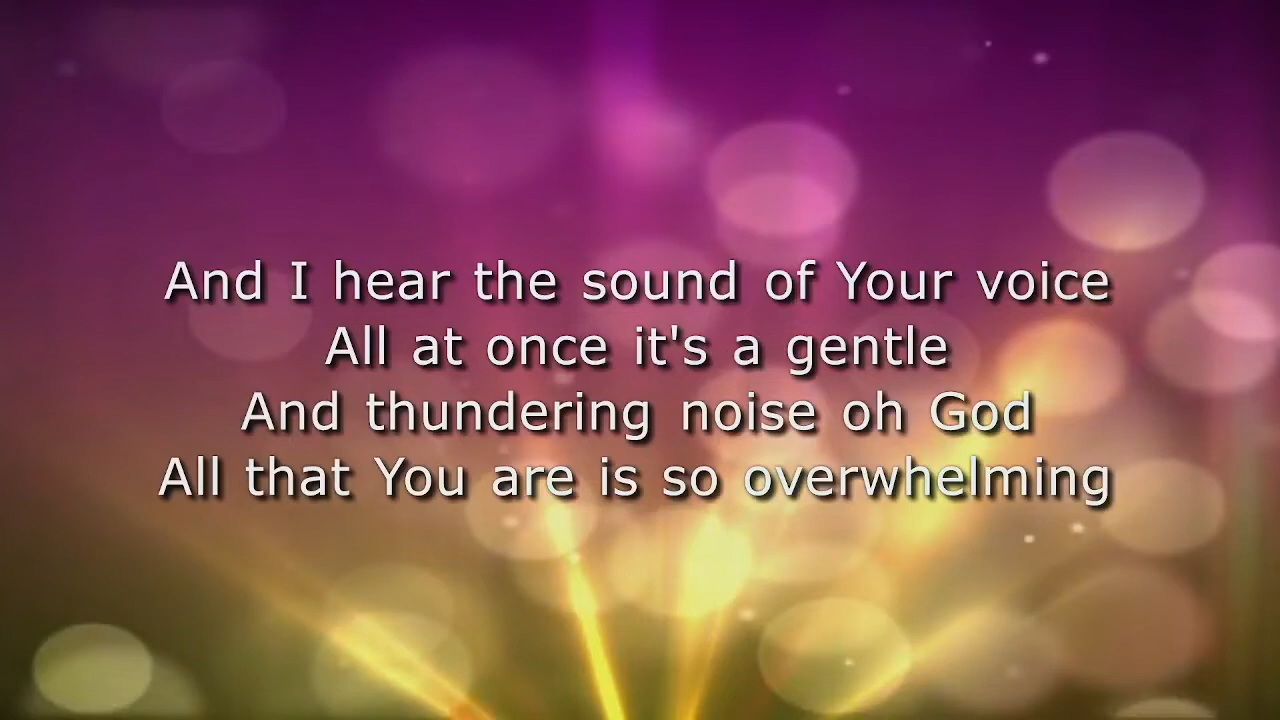 And I hear the sound of Your voice
All at once it's a gentle
And thundering noise oh God
All that You are is so overwhelming